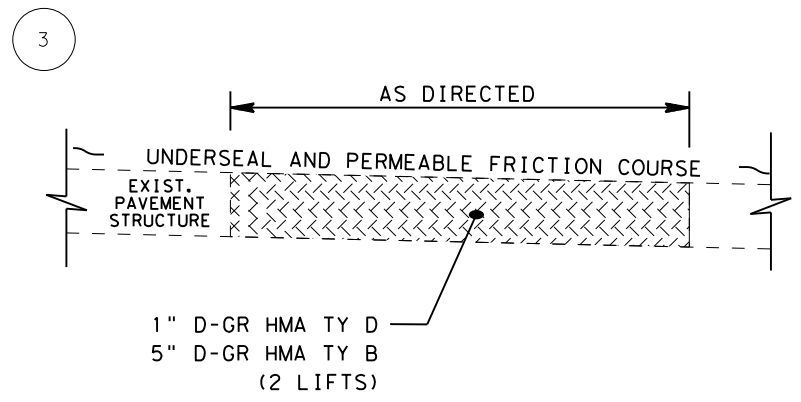 3
AS DIRECTED
UNDERSEAL AND PERMEABLE FRICTION COURSE
EXIST.
PAVEMENT
STRUCTURE
1" D-GR HMA TY D
5" D-GR HMA TY B
(2 LIFTS)